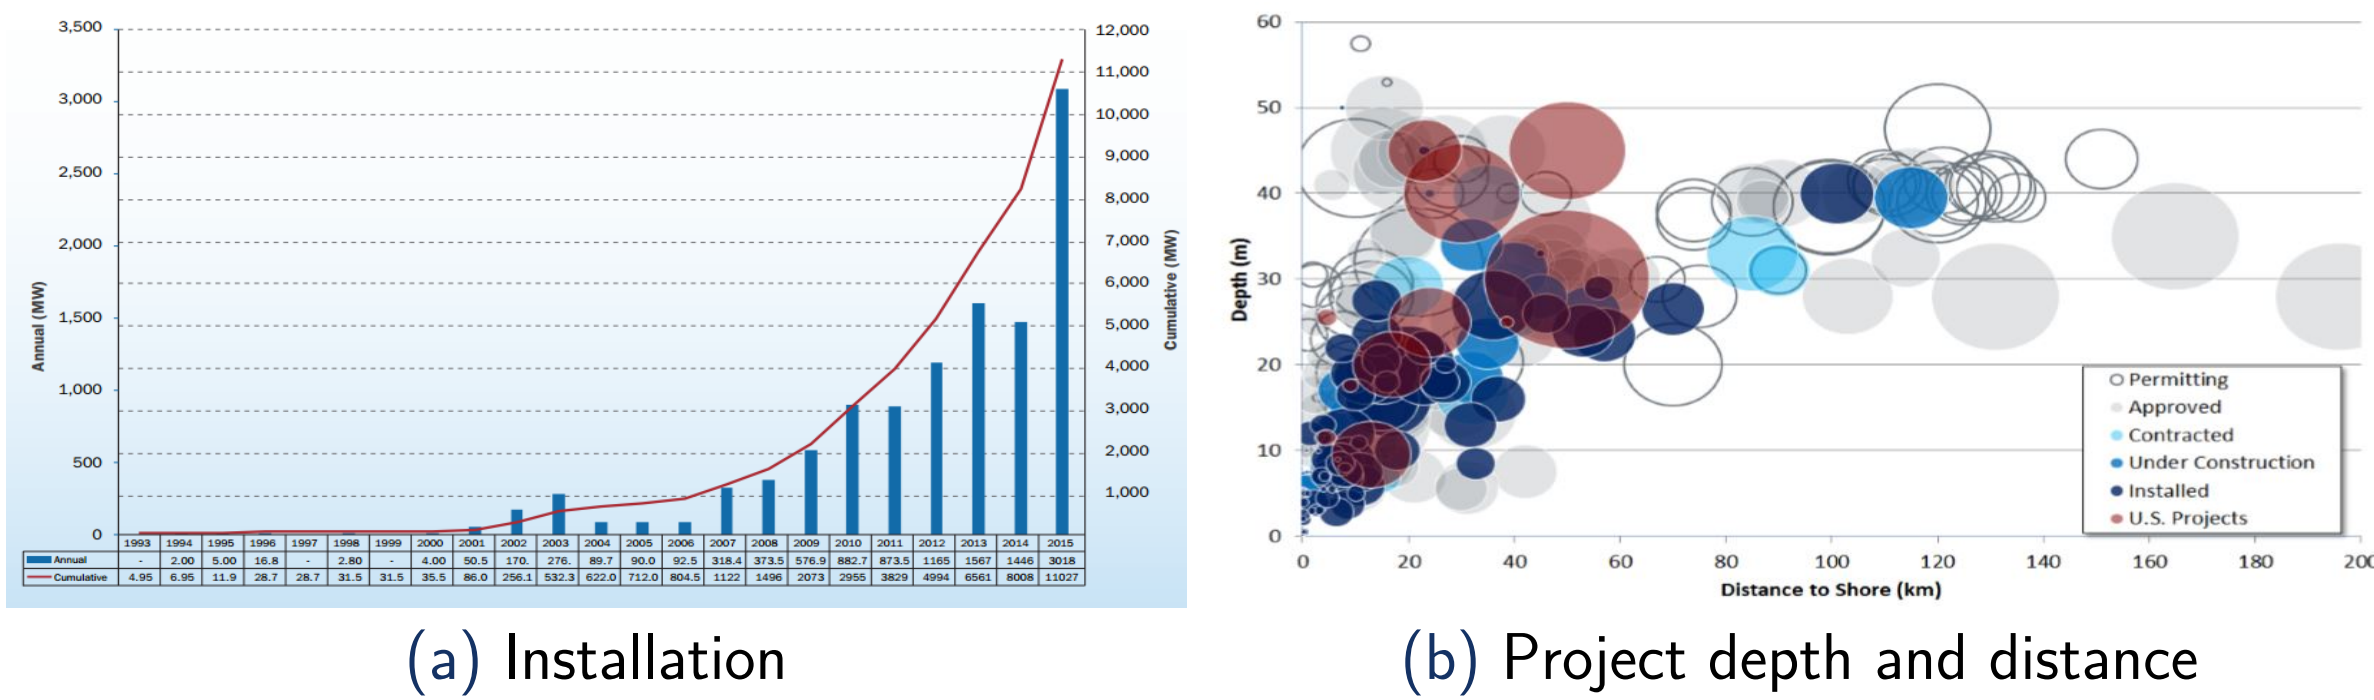 3,500
3,000
2,500
2,000
1,500
1,000
500
0
Annual (MW)
12,000
11,000
10,000
9,000
8,000
7,000
6,000
5,000
4,000
3,000
2,000
1,000
Cumulative (MW)
1993 1994 1995 1996 1997 1998 1999 2000 2001 2002 2003 2004 2005 2006 2007 2008 2009 2010 2011 2012 2013 2014 2015
Annual - 2.00 5.00 16.8 - 2.80 - 4.00 50.5 170. 276. 89.7 90.0 92.5 318.4 373.5 576.9 882.7 873.5 1165 1567 1446 3018
Cumulative 4.95 6.95 11.9 28.7 28.7 31.5 31.5 35.5 86.0 256.1 532.3 622.0 712.0 804.5 1122 1496 2073 2955 3829 4994 6561 8008 11027
(a) Installation
60
50
40
30
20
10
0
Depth (m)
Permitting
Approved
Contracted
Under Construction
Installed
U.S. Projects
0 20 40 60 80 100 120 140 160 180 200
Distance to Shore (km)
(b) Project depth and distance